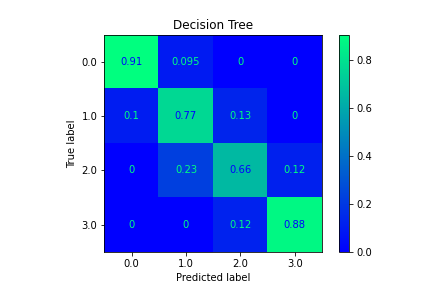 Decision Tree
0.0 0.91 0.095 0 0
1.0 0.1 0.77 0.13 0
2.0 0 0.23 0.66 0.12
3.0 0 0 0.12 0.88
0.0 1.0 2.0 3.0
Predicted label
True label
0.8
0.6
0.4
0.2
0.0